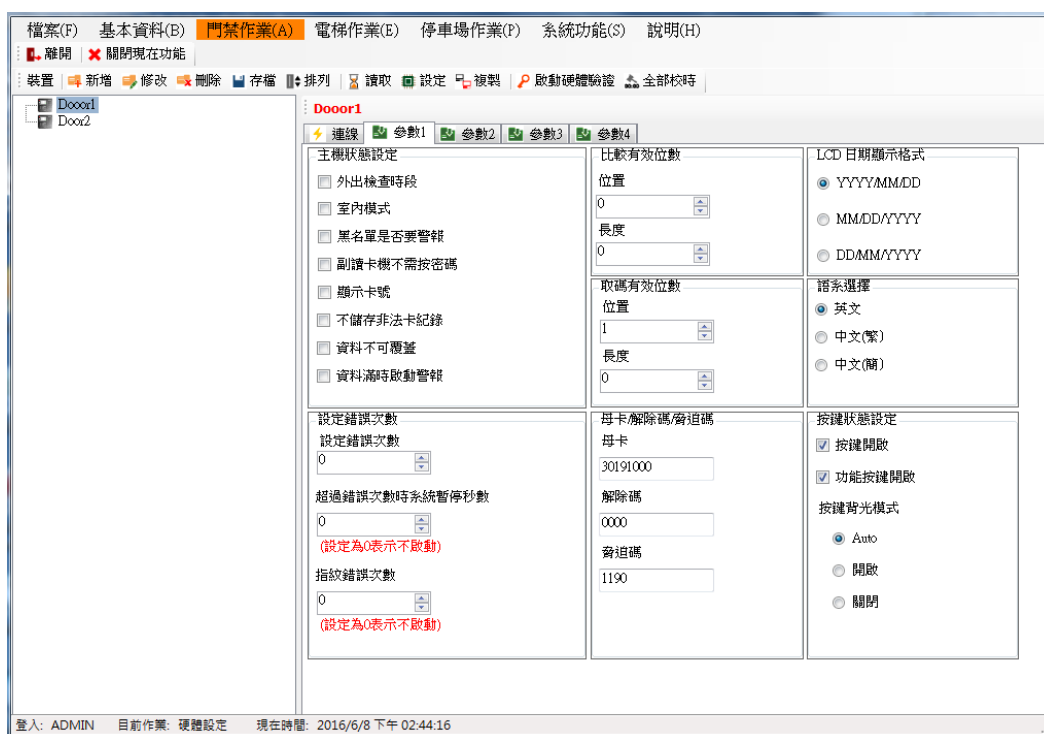 檔案(F) 基本資料(B) 門禁作業(A) 電梯作業(E) 停車場作業(P) 系統功能(S) 說明(H)
離開 關閉現在功能
裝置 新增 修改 刪除 存檔 排列 讀取 設定 複製 啟動硬體驗證 全部校時
Dooor1
Door2
Dooor1
連線 參數1 參數2 參數3 參數4
主機狀態設定
外出檢查時段
室內模式
黑名單是否要警報
副讀卡機不需按密碼
顯示卡號
不儲存非法卡紀錄
資料不可覆蓋
資料滿時啟動警報
比較有效位數
位置
0
長度
0
LCD 日期顯示格式
YYYY/MM/DD
MM/DD/YYYY
DD/MM/YYYY
取碼有效位數
位置
1
長度
0
語系選擇
英文
中文(繁)
中文(簡)
設定錯誤次數
設定錯誤次數
0
超過錯誤次數時系統暫停秒數
0
(設定為0表示不啟動)
指紋錯誤次數
0
(設定為0表示不啟動)
母卡/解除碼/脅迫碼
母卡
30191000
解除碼
0000
脅迫碼
1190
按鍵狀態設定
按鍵開啟
功能按鍵開啟
按鍵背光模式
Auto
開啟
關閉
登入: ADMIN 目前作業: 硬體設定 現在時間: 2016/6/8 下午 02:44:16